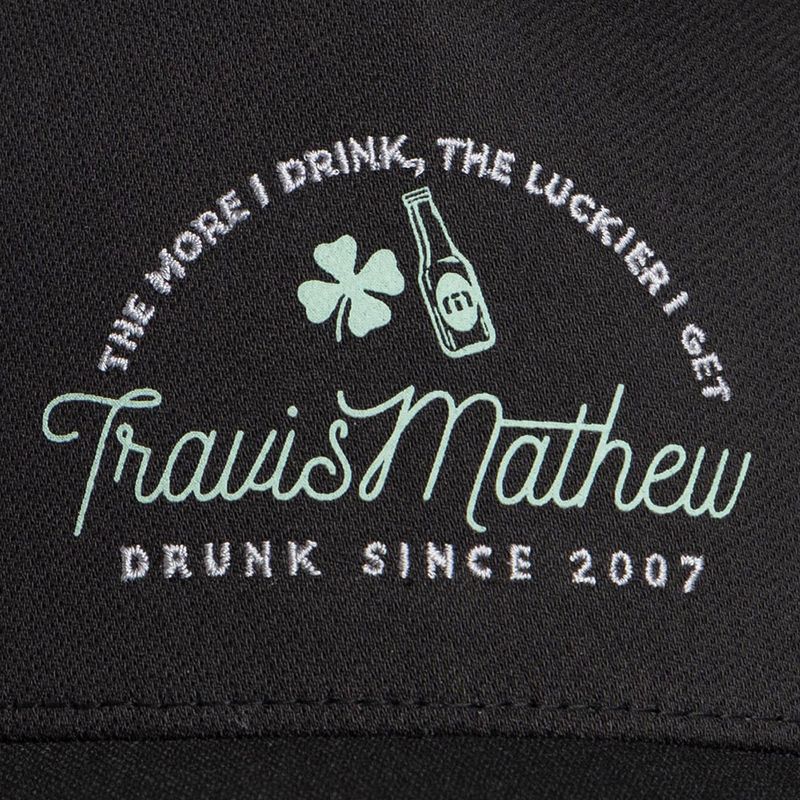 THE MORE I DRINK, THE LUCKIER I GET
m
TravisMathew
DRUNK SINCE 2007